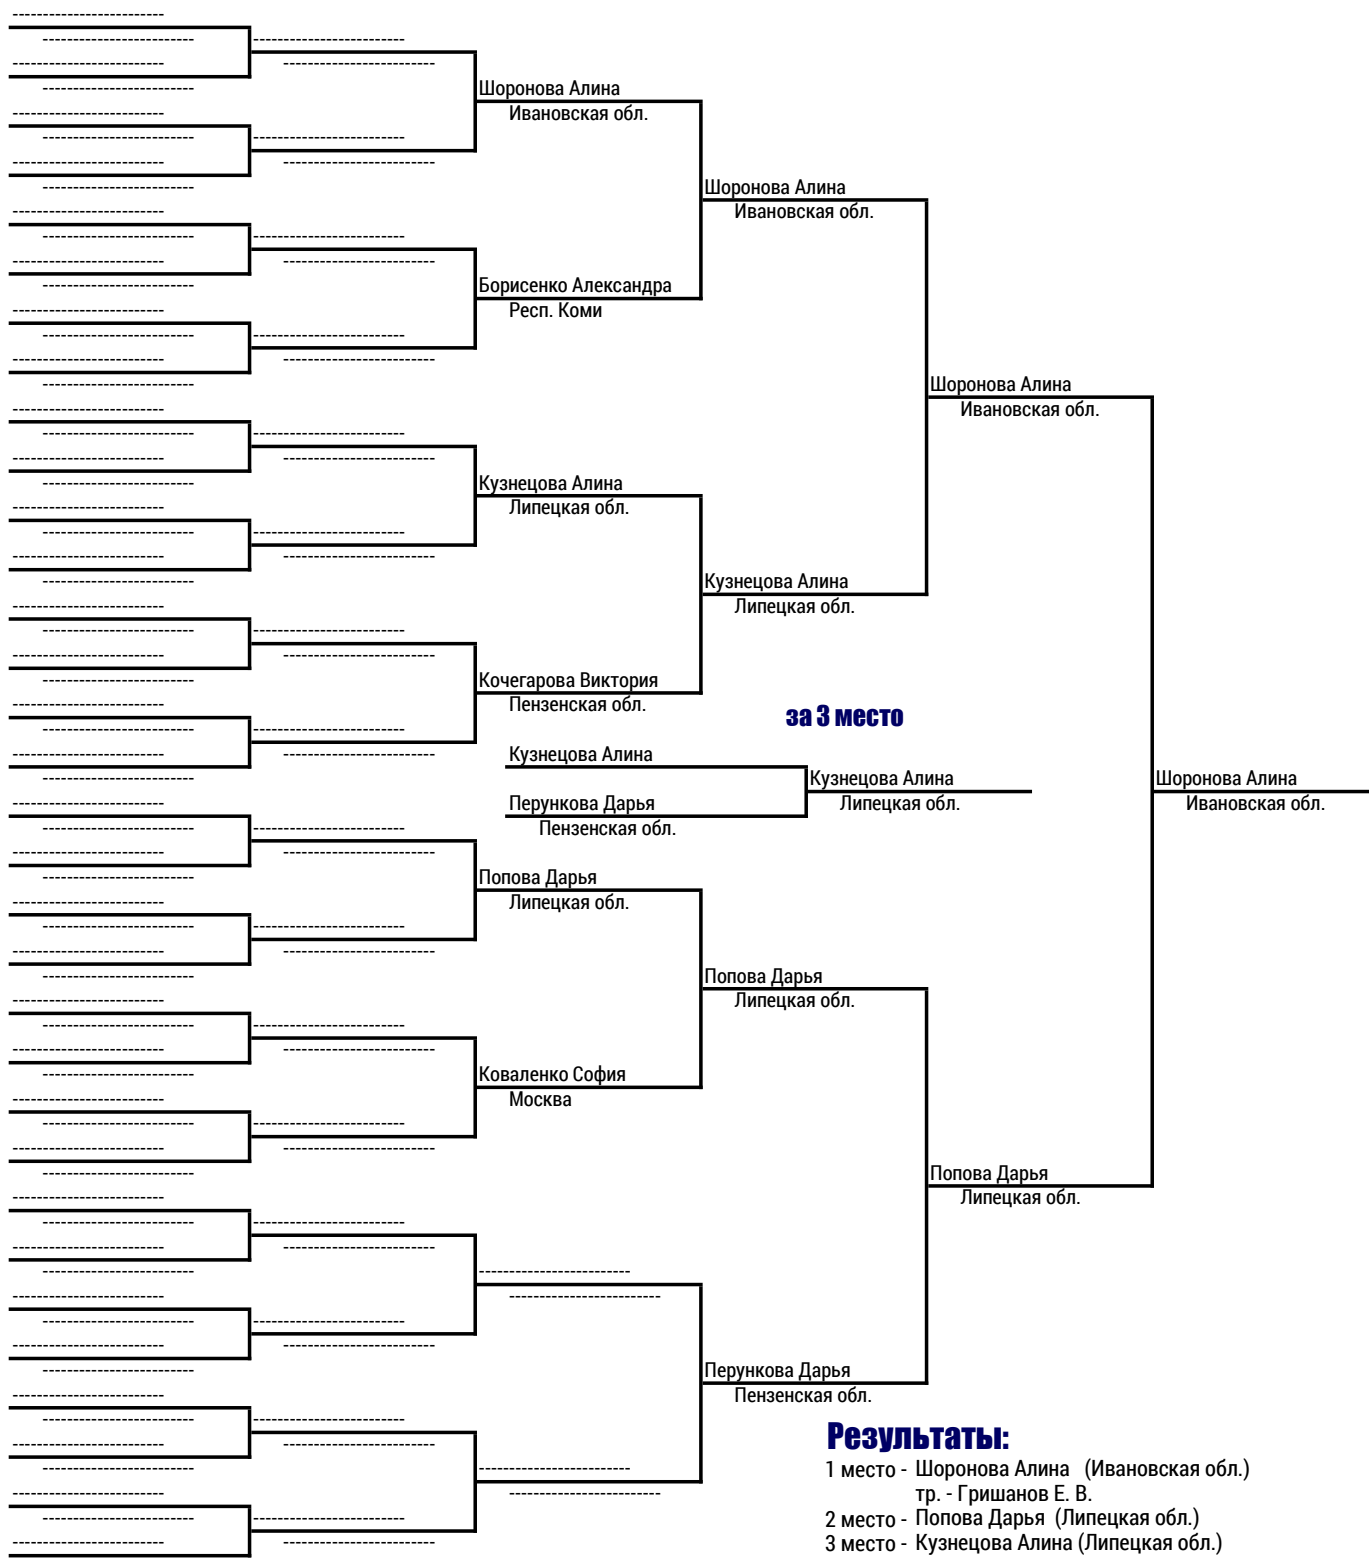 Шоронова Алина
Ивановская обл.
Шоронова Алина
Ивановская обл.
Борисенко Александра
Респ. Коми
Шоронова Алина
Ивановская обл.
Кузнецова Алина
Липецкая обл.
Кузнецова Алина
Липецкая обл.
Кочегарова Виктория
Пензенская обл.
за 3 место
Кузнецова Алина
Кузнецова Алина
Липецкая обл.
Шоронова Алина
Ивановская обл.
Перункова Дарья
Пензенская обл.
Попова Дарья
Липецкая обл.
Попова Дарья
Липецкая обл.
Коваленко София
Москва
Попова Дарья
Липецкая обл.
Перункова Дарья
Пензенская обл.
Результаты:
1 место - Шоронова Алина (Ивановская обл.)
тр. - Гришанов Е. В.
2 место - Попова Дарья (Липецкая обл.)
3 место - Кузнецова Алина (Липецкая обл.)